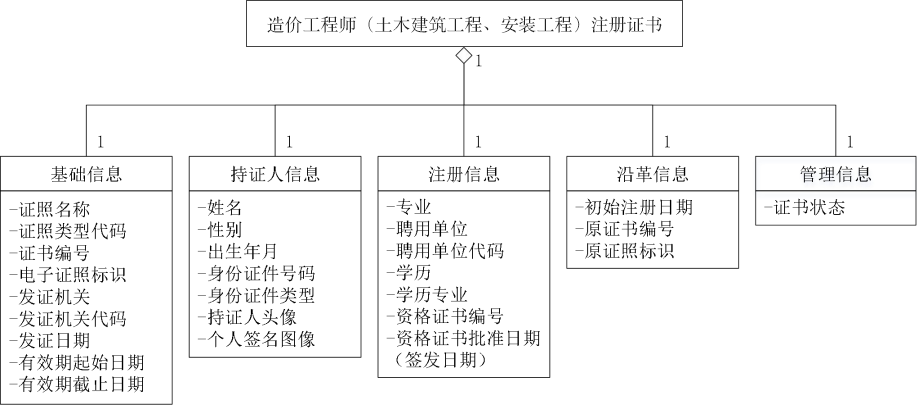 造价工程师（土木建筑工程、安装工程）注册证书
1
1
1
1
1
1
基础信息
-证照名称
-证照类型代码
-证书编号
-电子证照标识
-发证机关
-发证机关代码
-发证日期
-有效期起始日期
-有效期截止日期
持证人信息
-姓名
-性别
-出生年月
-身份证件号码
-身份证件类型
-持证人头像
-个人签名图像
注册信息
-专业
-聘用单位
-聘用单位代码
-学历
-学历专业
-资格证书编号
-资格证书批准日期
（签发日期）
沿革信息
-初始注册日期
-原证书编号
-原证照标识
管理信息
-证书状态